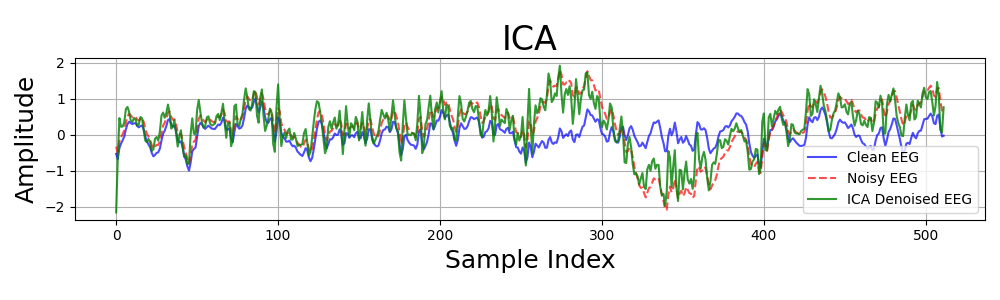 ICA
Amplitude
2
1
0
−1
−2
0
100
200
300
400
500
Sample Index
Clean EEG
Noisy EEG
ICA Denoised EEG